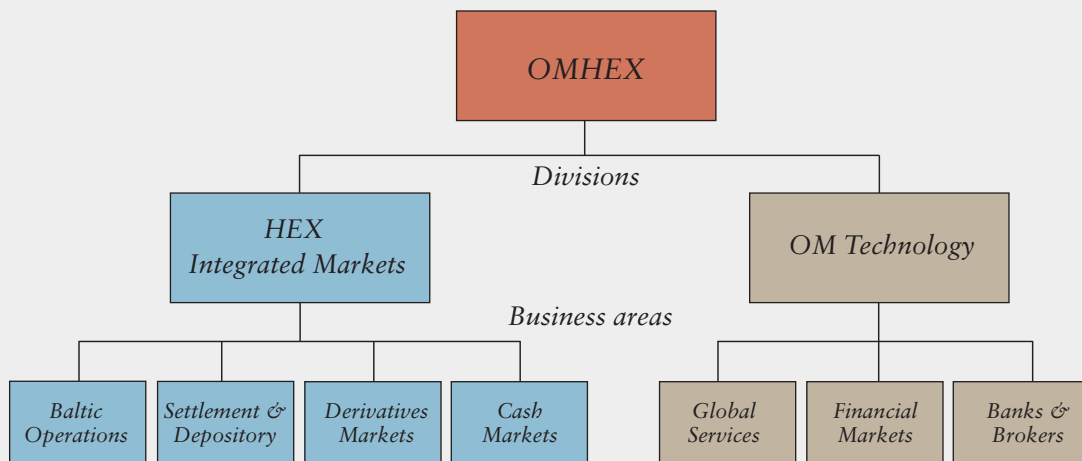 OMHEX
Divisions
HEX
Integrated Markets
OM Technology
Business areas
Baltic
Operations
Settlement &
Depository
Derivatives
Markets
Cash
Markets
Global
Services
Financial
Markets
Banks &
Brokers